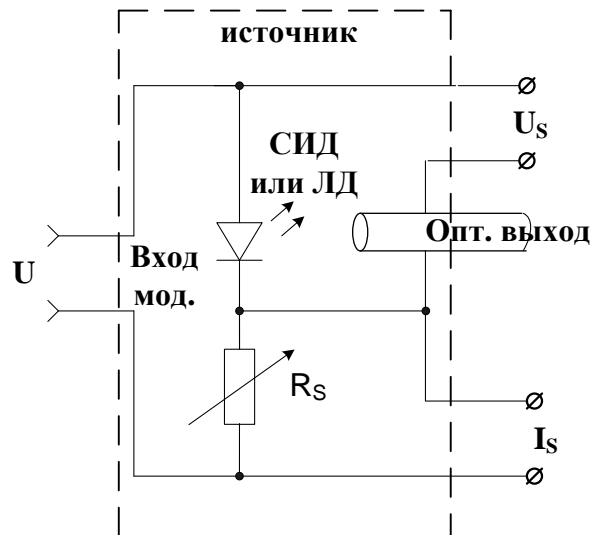 источник
U_S
СИД
или ЛД
Опт. выход
Вход
мод.
U
R_S
I_S